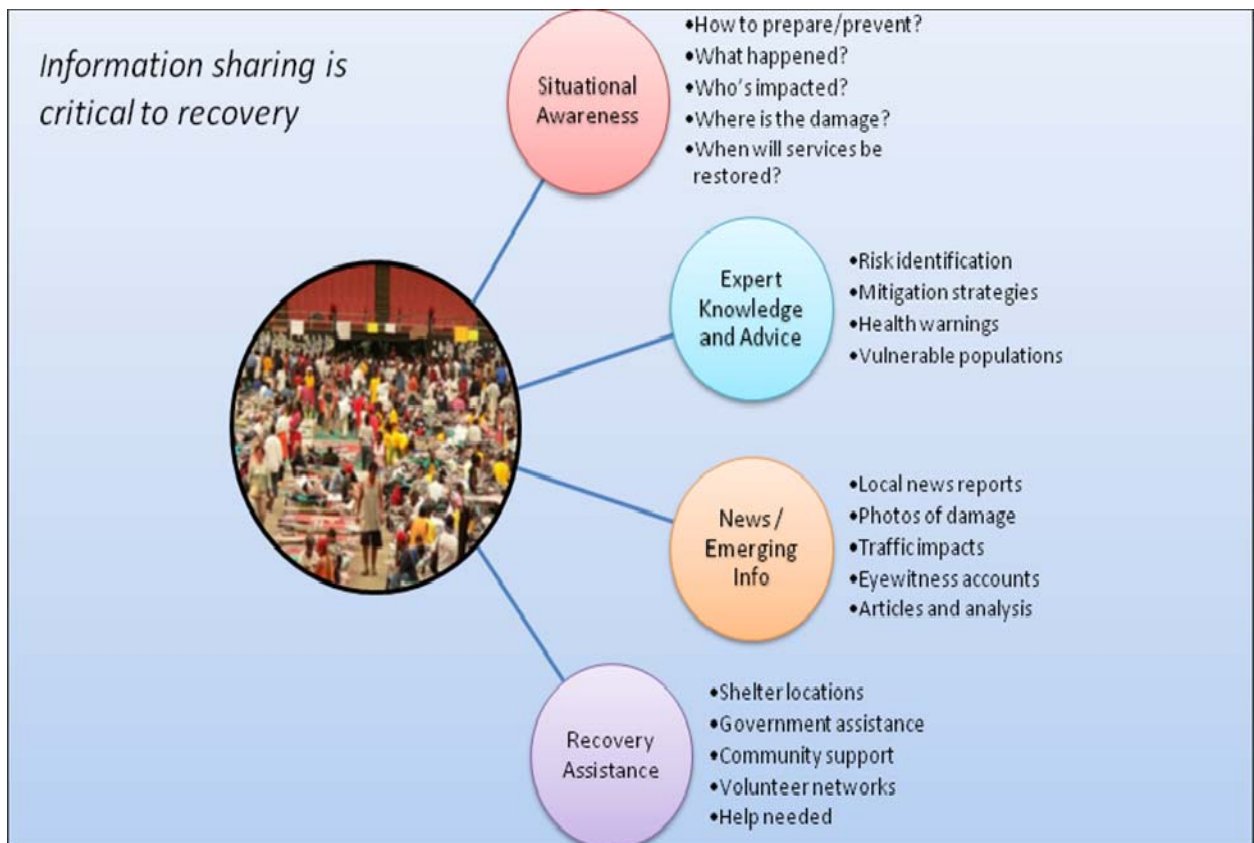 Information sharing is
critical to recovery
Situational
Awareness
•How to prepare/prevent?
•What happened?
•Who's impacted?
•Where is the damage?
•When will services be
restored?
Expert
Knowledge
and Advice
•Risk identification
•Mitigation strategies
•Health warnings
•Vulnerable populations
News /
Emerging
Info
•Local news reports
•Photos of damage
•Traffic impacts
•Eyewitness accounts
•Articles and analysis
Recovery
Assistance
•Shelter locations
•Government assistance
•Community support
•Volunteer networks
•Help needed